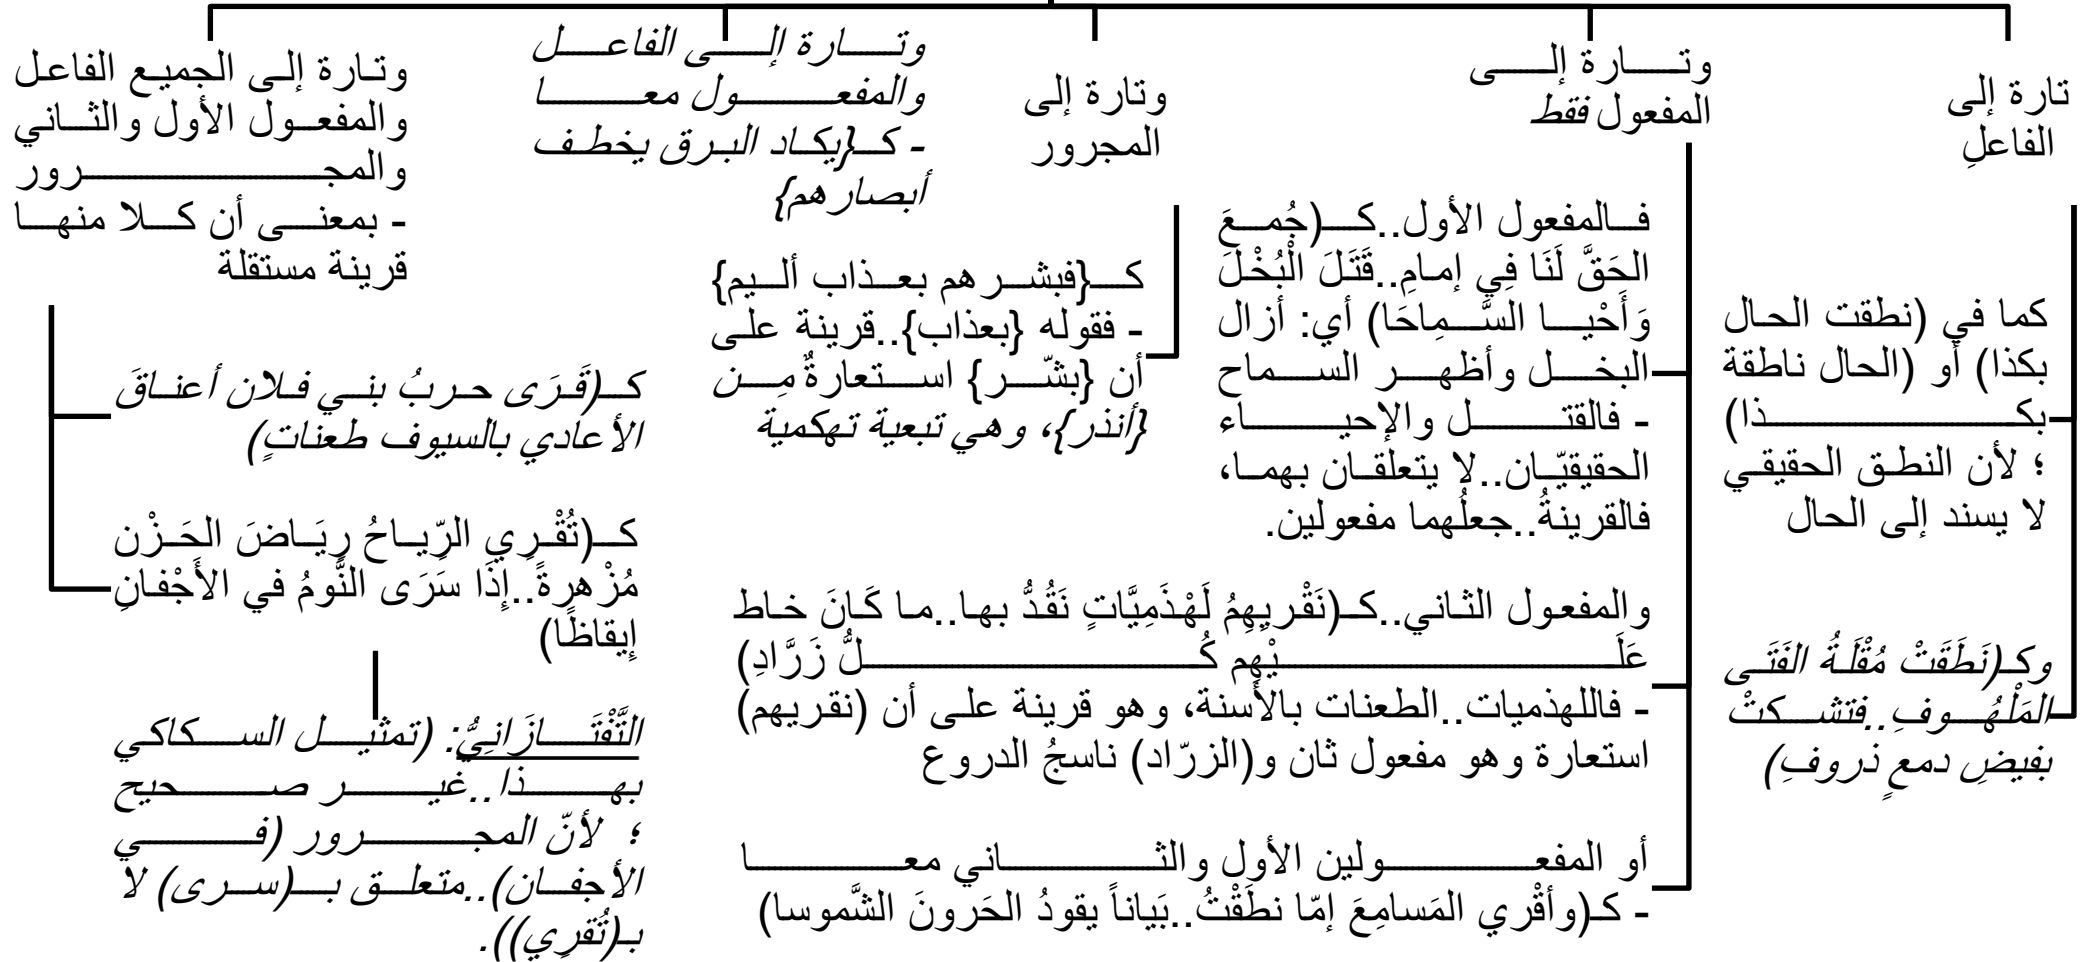 تارة إلى
الفاعلِ
كما في (نطقت الحال
بكذا) أو (الحال ناطقة
بكذا)
؛ لأن النطق الحقيقي
لا يسند إلى الحال
وكـ(نَطَقَتْ مُقْلَةُ الفَتَى
المَلْهُوفِ..فتشكتْ
بفيضِ دمعٍ ذروفِ)
وتارة إلى
المفعول فقط
فالمفعول الأول..كـ(جُمعَ
الحَقَّ لَنَا فِي إمامِ..قَتَلَ الْبُخْلَ
وَأَحْيا السَّمِاحَا) أي: أزال
البخل وأظهر السماح
- فالقتل والإحياء
الحقيقيّان..لا يتعلقان بهما،
فالقرينةُ..جعلُهما مفعولين.
والمفعول الثاني..كـ(نَقْريِهِمُ لَهْذَمِيَّاتٍ نَقُدُّ بها..ما كَانَ خاط
عَلَيْهِم كُلُّ زَرَّادِ)
- فاللهذميات..الطعنات بالأسنة، وهو قرينة على أن (نقريهم)
استعارة وهو مفعول ثان و(الزرّاد) ناسجُ الدروع
أو المفعولين الأول والثاني معا
- كـ(وأقْري المَسامِعَ إمّا نطَقْتُ..بَياناً يقودُ الحَرونَ الشَّموسا)
وتارة إلى
المجرور
كـ{فبشرهم بعذاب أليم}
- فقوله {بعذاب}..قرينة على
أن {بشّر} استعارةٌ مِن
{أنذر}، وهي تبعية تهكمية
وتارة إلى الفاعل
والمفعول معا
- كـ{يكاد البرق يخطف
أبصارهم}
وتارة إلى الجميع الفاعل
والمفعول الأول والثاني
والمجرور
- بمعنى أن كلا منها
قرينة مستقلة
كـ(قَرَى حربُ بني فلان أعناقَ
الأعادي بالسيوف طعناتٍ)
كـ(تُقْرِي الرِّياحُ رِيَاضَ الحَزْن
مُزْهرِةً..إِذَا سَرَى النَّومُ في الأَجْفانِ
إِيقاظًا)
التَّفْتَازَانِيُّ: (تمثيل السكاكي
بهذا..غير صحيح
؛ لأنّ المجرور (في
الأجفان)..متعلق بـ(سرى) لا
بـ(تُقرِي)).